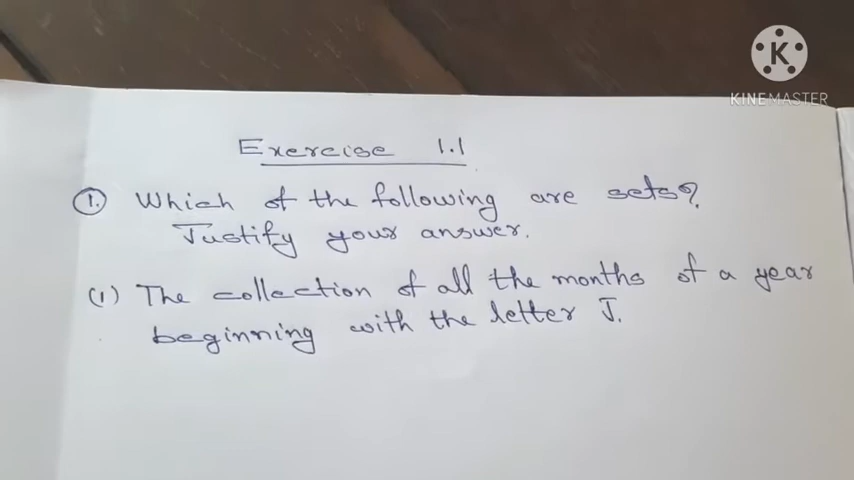 KINEMASTER
Exercise 1.1
1. Which of the following are sets?
Justify your answer.
(1) The collection of all the months of a year
beginning with the letter J.